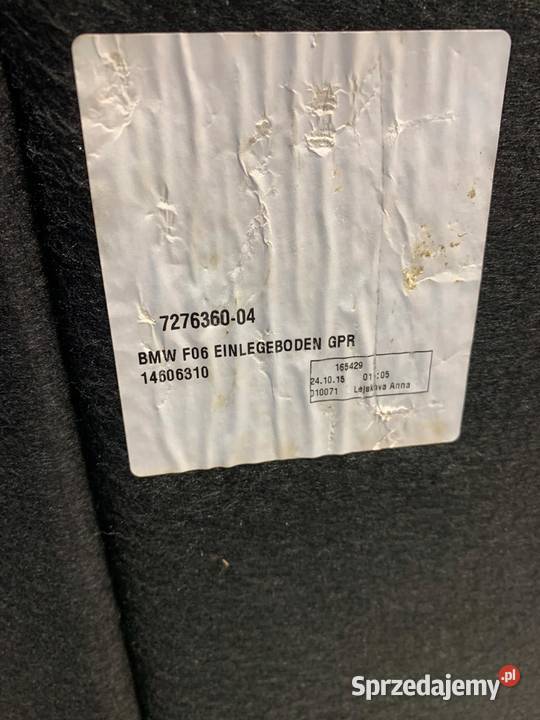 7276360-04
BMW F06 EINLEGEBODEN GPR
14606310
165429
24.10.15 01:05
010071 Lejskova Anna
Sprzedajemy.pl